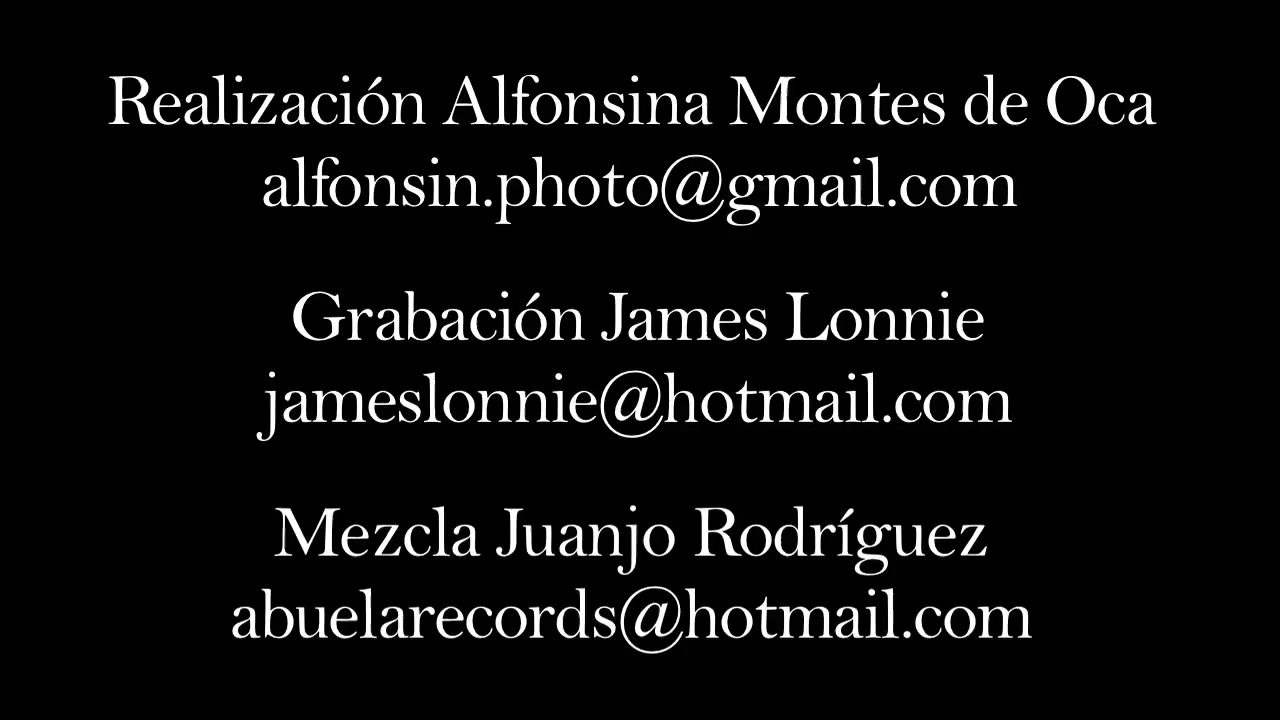 Realización Alfonsina Montes de Oca
alfonsin.photo@gmail.com
Grabación James Lonnie
jameslonnie@hotmail.com
Mezcla Juanjo Rodríguez
abuelarecords@hotmail.com